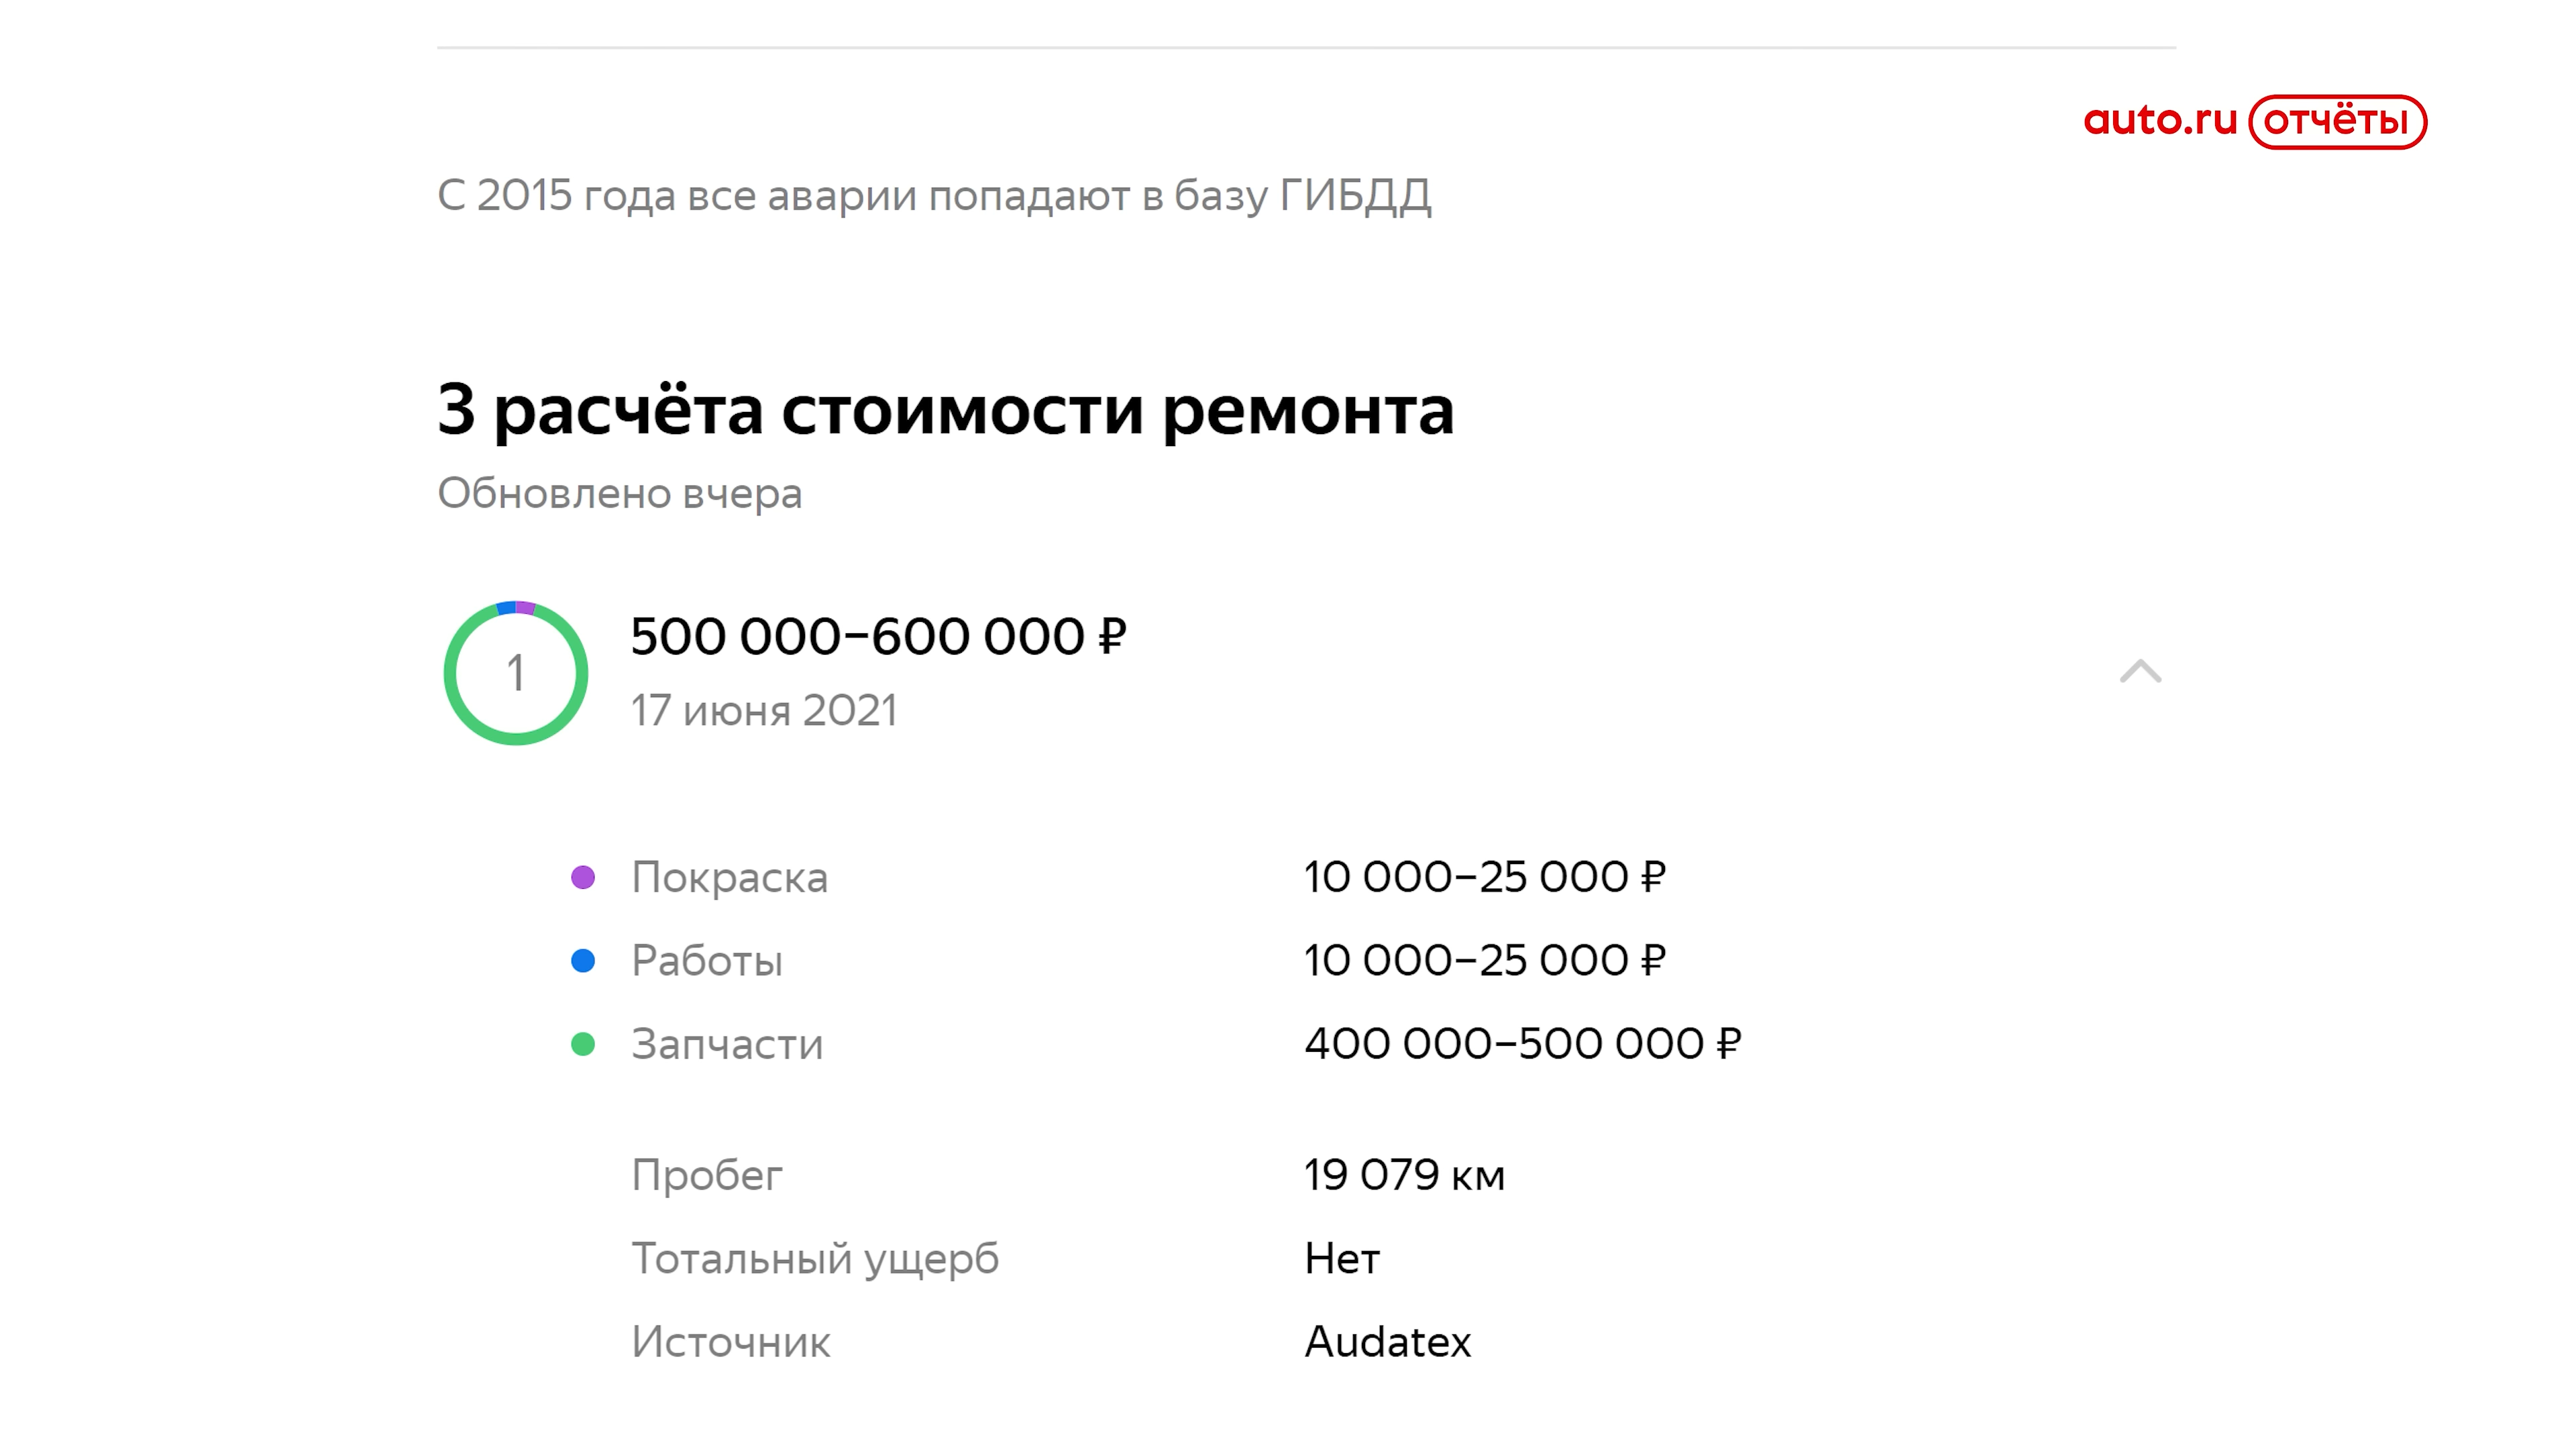 auto.ru отчёты
С 2015 года все аварии попадают в базу ГИБДД
3 расчёта стоимости ремонта
Обновлено вчера
1
500 000–600 000 ₽
17 июня 2021
Покраска 10 000–25 000 ₽
Работы 10 000–25 000 ₽
Запчасти 400 000–500 000 ₽
Пробег 19 079 км
Тотальный ущерб Нет
Источник Audatex